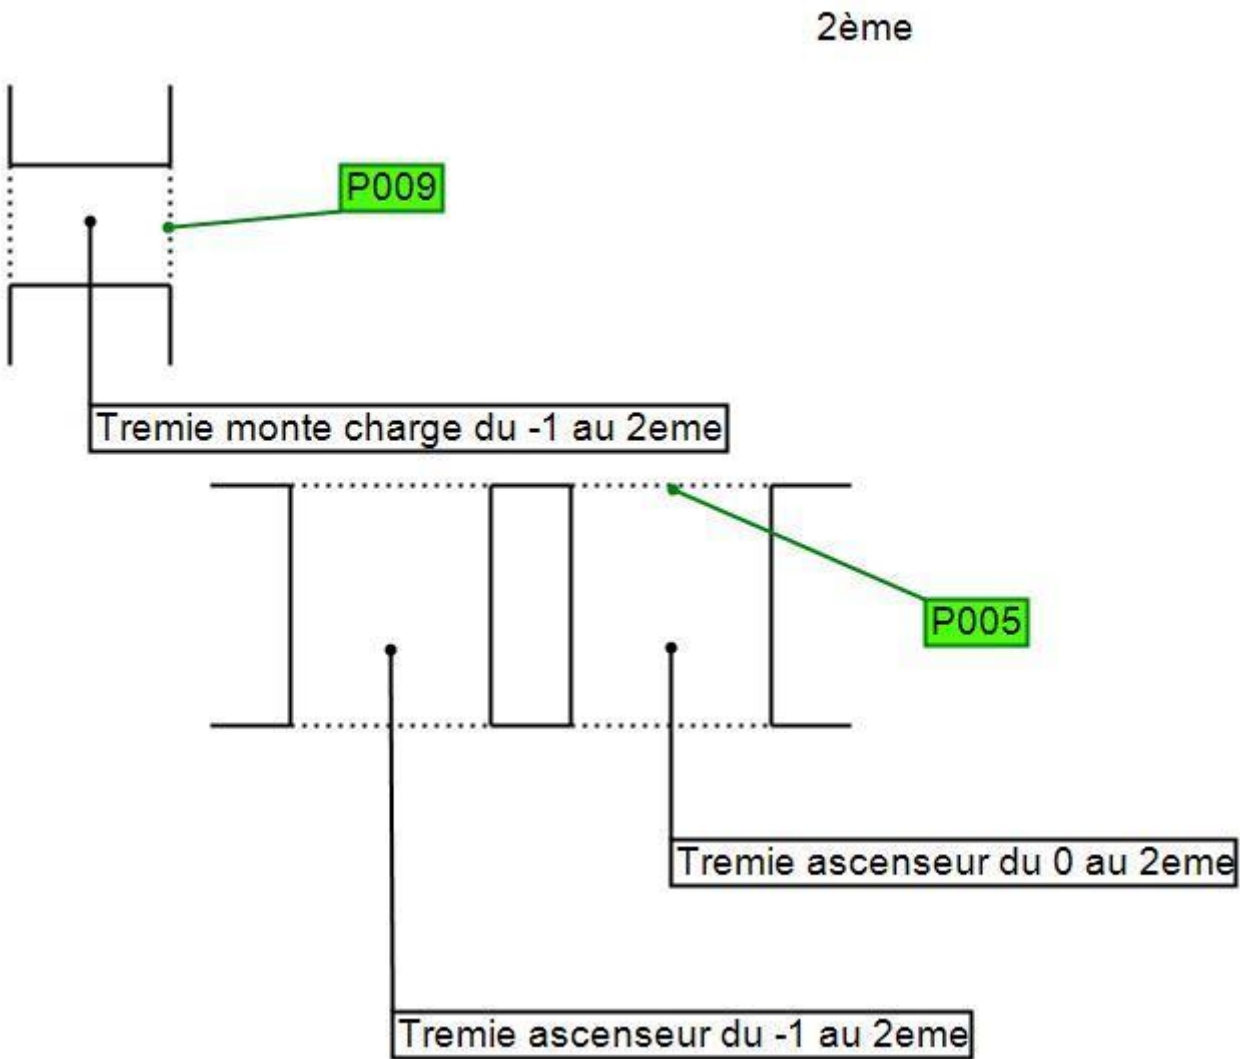 2ème
P009
Tremie monte charge du -1 au 2eme
P005
Tremie ascenseur du 0 au 2eme
Tremie ascenseur du -1 au 2eme